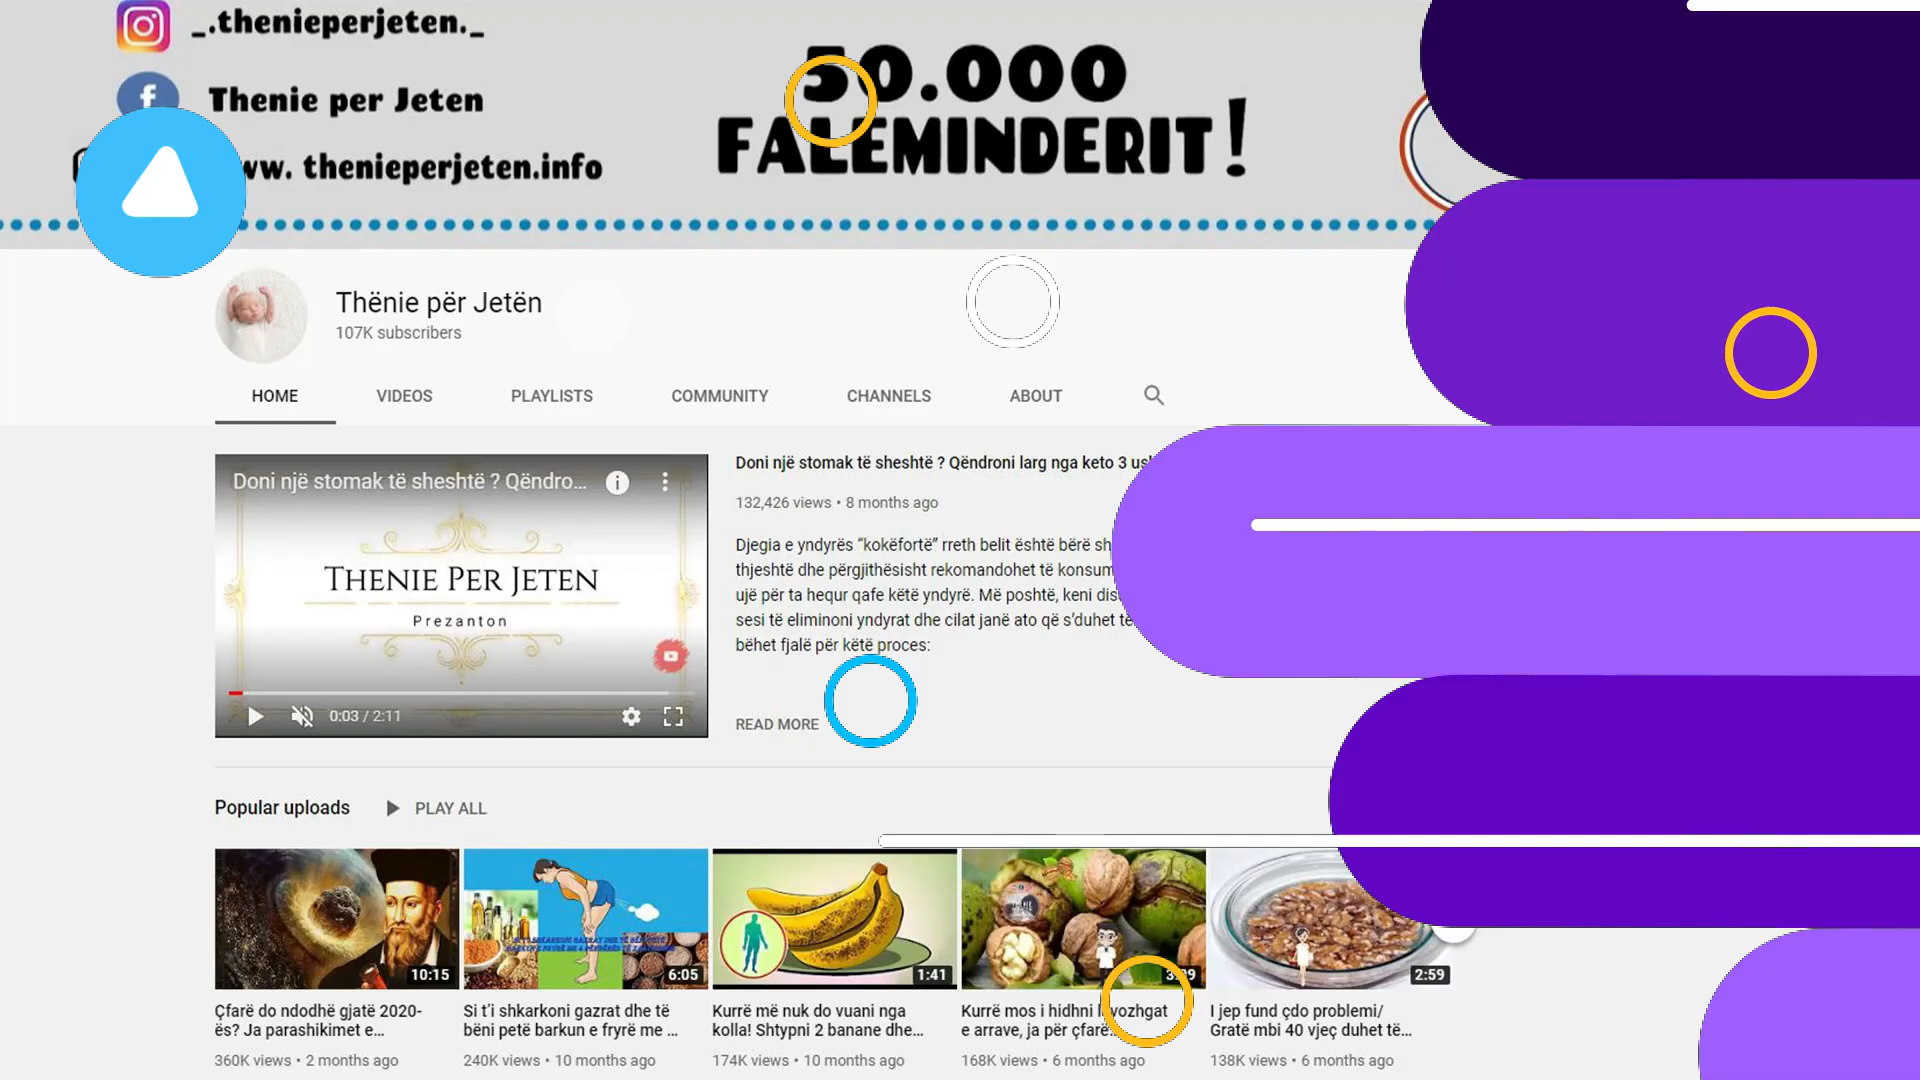 _.thenieperjeten._
Thenie per Jeten
www. thenieperjeten.info
50.000
FALEMINDERIT!
Thënie për Jetën
107K subscribers
HOME VIDEOS PLAYLISTS COMMUNITY CHANNELS ABOUT
Doni një stomak të sheshtë ? Qëndro...
THENIE PER JETEN
Prezanton
0:03 / 2:11
Doni një stomak të sheshtë ? Qëndroni larg nga keto 3
132,426 views • 8 months ago
Djegia e yndyrës “kokëfortë” rreth belit është bërë
thjeshtë dhe përgjithësisht rekomandohet të
ujë për ta hequr qafe këtë yndyrë. Më poshtë, keni
sesi të eliminoni yndyrat dhe cilat janë ato që s’duhet
bëhet fjalë për këtë proces:
READ MORE
Popular uploads PLAY ALL
10:15
6:05
1:41
2:59
Çfarë do ndodhë gjatë 2020-
ës? Ja parashikimet e...
360K views • 2 months ago
Si t’i shkarkoni gazrat dhe të
bëni petë barkun e fryrë me ...
240K views • 10 months ago
Kurrë më nuk do vuani nga
kolla! Shtypni 2 banane dhe...
174K views • 10 months ago
Kurrë mos i hidhni
e arrave, ja për çfarë...
168K views • 6 months ago
I jep fund çdo problemi/
Gratë mbi 40 vjeç duhet të...
138K views • 6 months ago